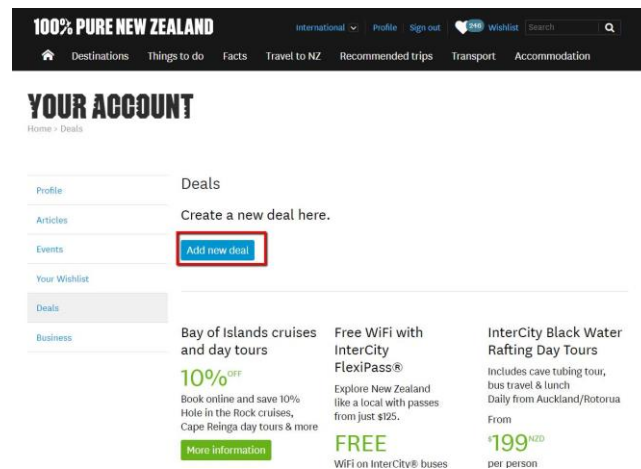 100% PURE NEW ZEALAND
International Profile Sign out 246 Wishlist Search
Destinations Things to do Facts Travel to NZ Recommended trips Transport Accommodation
YOUR ACCOUNT
Home > Deals
Profile
Articles
Events
Your Wishlist
Deals
Business
Deals
Create a new deal here.
Add new deal
Bay of Islands cruises
and day tours
10% OFF
Book online and save 10%
Hole in the Rock cruises,
Cape Reinga day tours & more
More information
Free WiFi with
InterCity
FlexiPass®
Explore New Zealand
like a local with passes
from just $125.
FREE
WiFi on InterCity® buses
InterCity Black Water
Rafting Day Tours
Includes cave tubing tour,
bus travel & lunch
Daily from Auckland/Rotorua
From
$199 NZD
per person